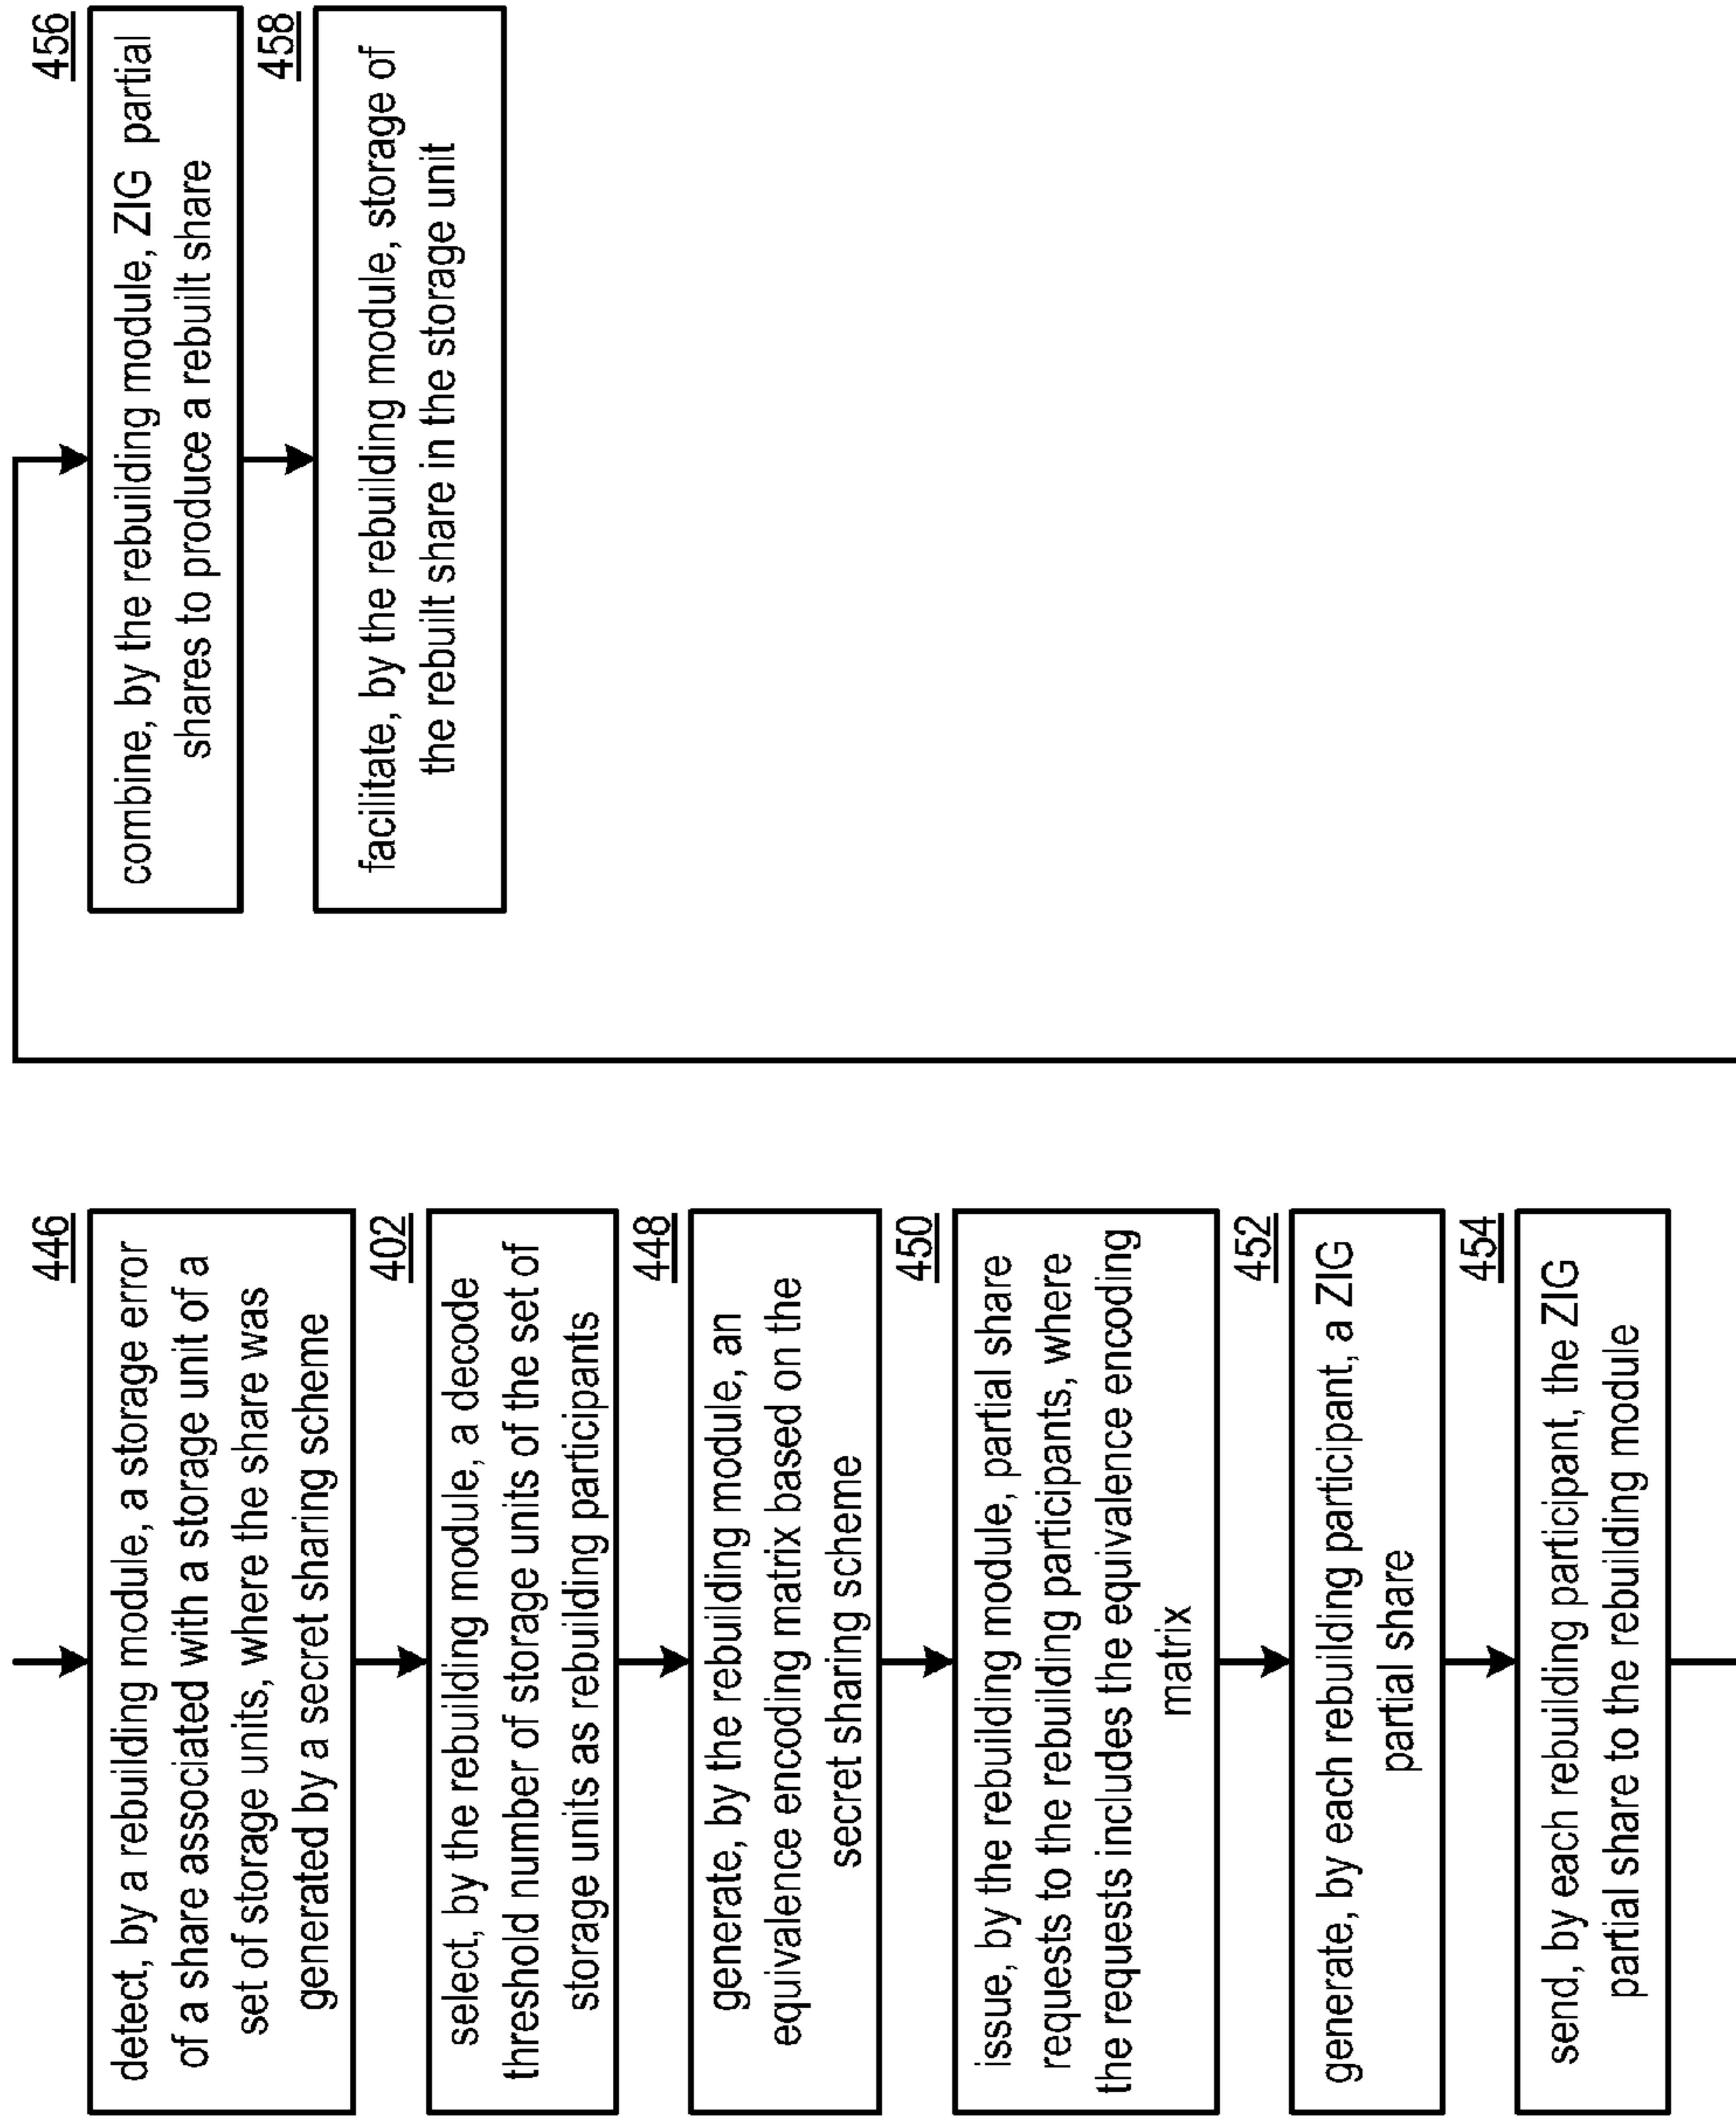 446
detect, by a rebuilding module, a storage error
of a share associated with a storage unit of a
set of storage units, where the share was
generated by a secret sharing scheme
402
select, by the rebuilding module, a decode
threshold number of storage units of the set of
storage units as rebuilding participants
448
generate, by the rebuilding module, an
equivalence encoding matrix based on the
secret sharing scheme
450
issue, by the rebuilding module, partial share
requests to the rebuilding participants, where
the requests includes the equivalence encoding
matrix
452
generate, by each rebuilding participant, a ZIG
partial share
454
send, by each rebuilding participant, the ZIG
partial share to the rebuilding module
456
combine, by the rebuilding module, ZIG partial
shares to produce a rebuilt share
458
facilitate, by the rebuilding module, storage of
the rebuilt share in the storage unit